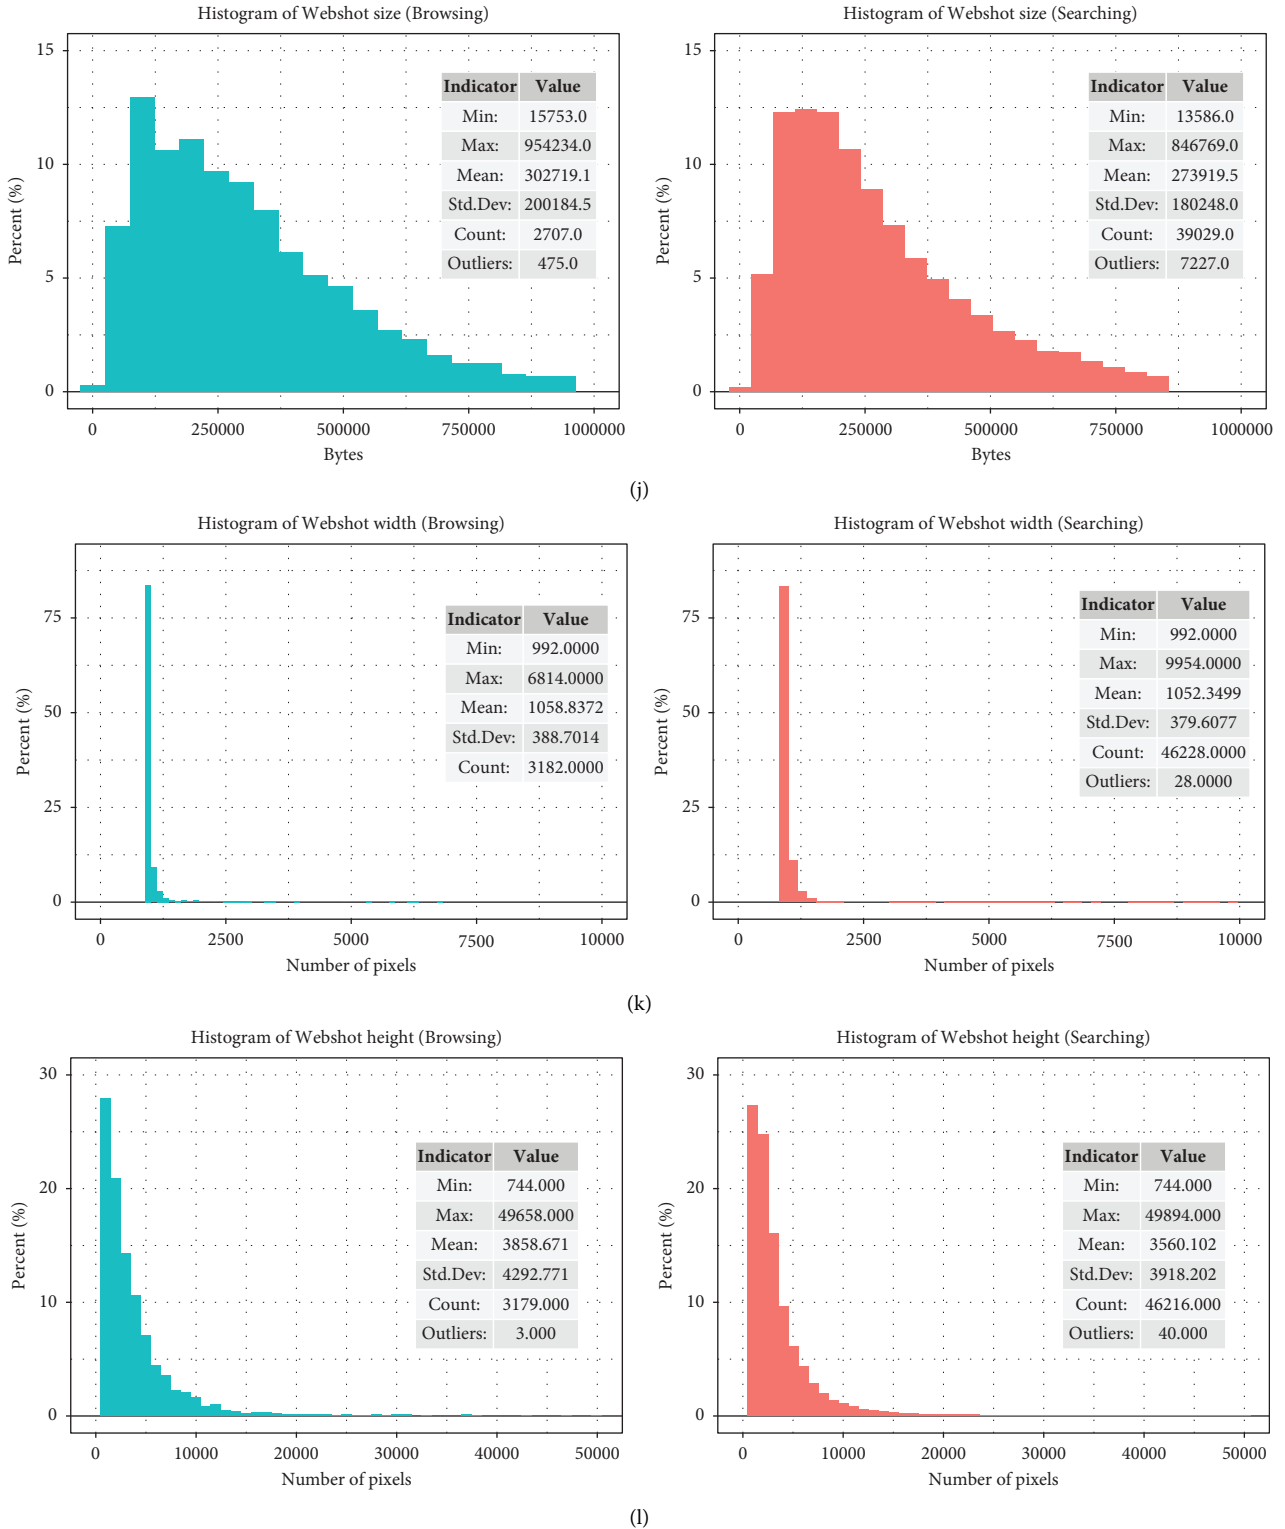 Histogram of Webshot size (Browsing)
Percent (%)
15
10
5
0
Indicator Value
Min: 15753.0
Max: 954234.0
Mean: 302719.1
Std.Dev: 200184.5
Count: 2707.0
Outliers: 475.0
0 250000 500000 750000 1000000
Bytes
Histogram of Webshot size (Searching)
Percent (%)
15
10
5
0
Indicator Value
Min: 13586.0
Max: 846769.0
Mean: 273919.5
Std.Dev: 180248.0
Count: 39029.0
Outliers: 7227.0
0 250000 500000 750000 1000000
Bytes
(j)
Histogram of Webshot width (Browsing)
Percent (%)
75
50
25
0
Indicator Value
Min: 992.0000
Max: 6814.0000
Mean: 1058.8372
Std.Dev: 388.7014
Count: 3182.0000
0 2500 5000 7500 10000
Number of pixels
Histogram of Webshot width (Searching)
Percent (%)
75
50
25
0
Indicator Value
Min: 992.0000
Max: 9954.0000
Mean: 1052.3499
Std.Dev: 379.6077
Count: 46228.0000
Outliers: 28.0000
0 2500 5000 7500 10000
Number of pixels
(k)
Histogram of Webshot height (Browsing)
Percent (%)
30
20
10
0
Indicator Value
Min: 744.000
Max: 49658.000
Mean: 3858.671
Std.Dev: 4292.771
Count: 3179.000
Outliers: 3.000
0 10000 20000 30000 40000 50000
Number of pixels
Histogram of Webshot height (Searching)
Percent (%)
30
20
10
0
Indicator Value
Min: 744.000
Max: 49894.000
Mean: 3560.102
Std.Dev: 3918.202
Count: 46216.000
Outliers: 40.000
0 10000 20000 30000 40000 50000
Number of pixels
(l)